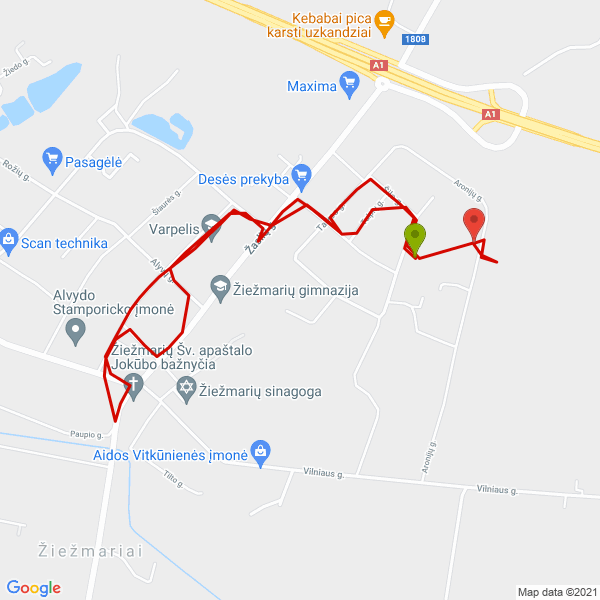 Kebabai pica
karsti uzkandziai
1808
A1
Žiedo g.
Maxima
A1
Pasagėlė
Rožių g.
Desės prekyba
Aronijų g.
Šiaurės g.
Varpelis
Scan technika
Alyvų g.
Žiežmarių gimnazija
Alvydo
Stamporicko įmonė
Žiežmarių Šv. apaštalo
Jokūbo bažnyčia
Žiežmarių sinagoga
Paupio g.
Aidos Vitkūnienės įmonė
Tilto g.
Vilniaus g.
Aronijų g.
Vilniaus g.
Žiežmariai
Google
Map data ©2021